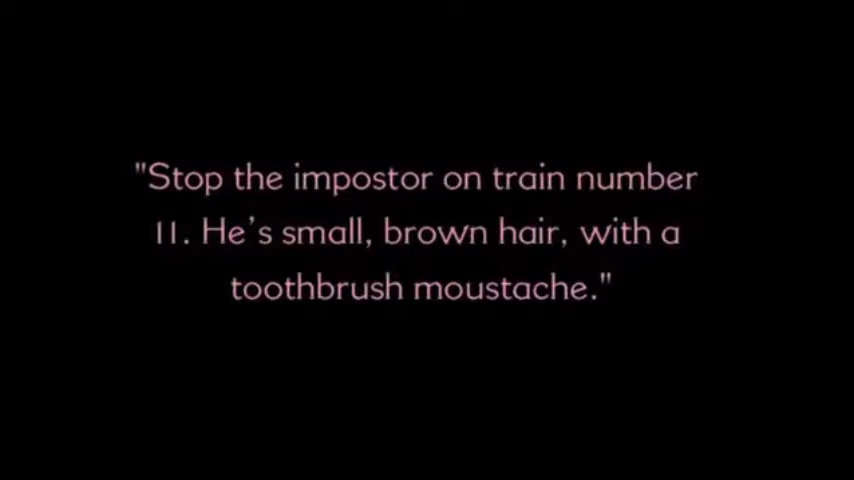 "Stop the impostor on train number
11. He’s small, brown hair, with a
toothbrush moustache."